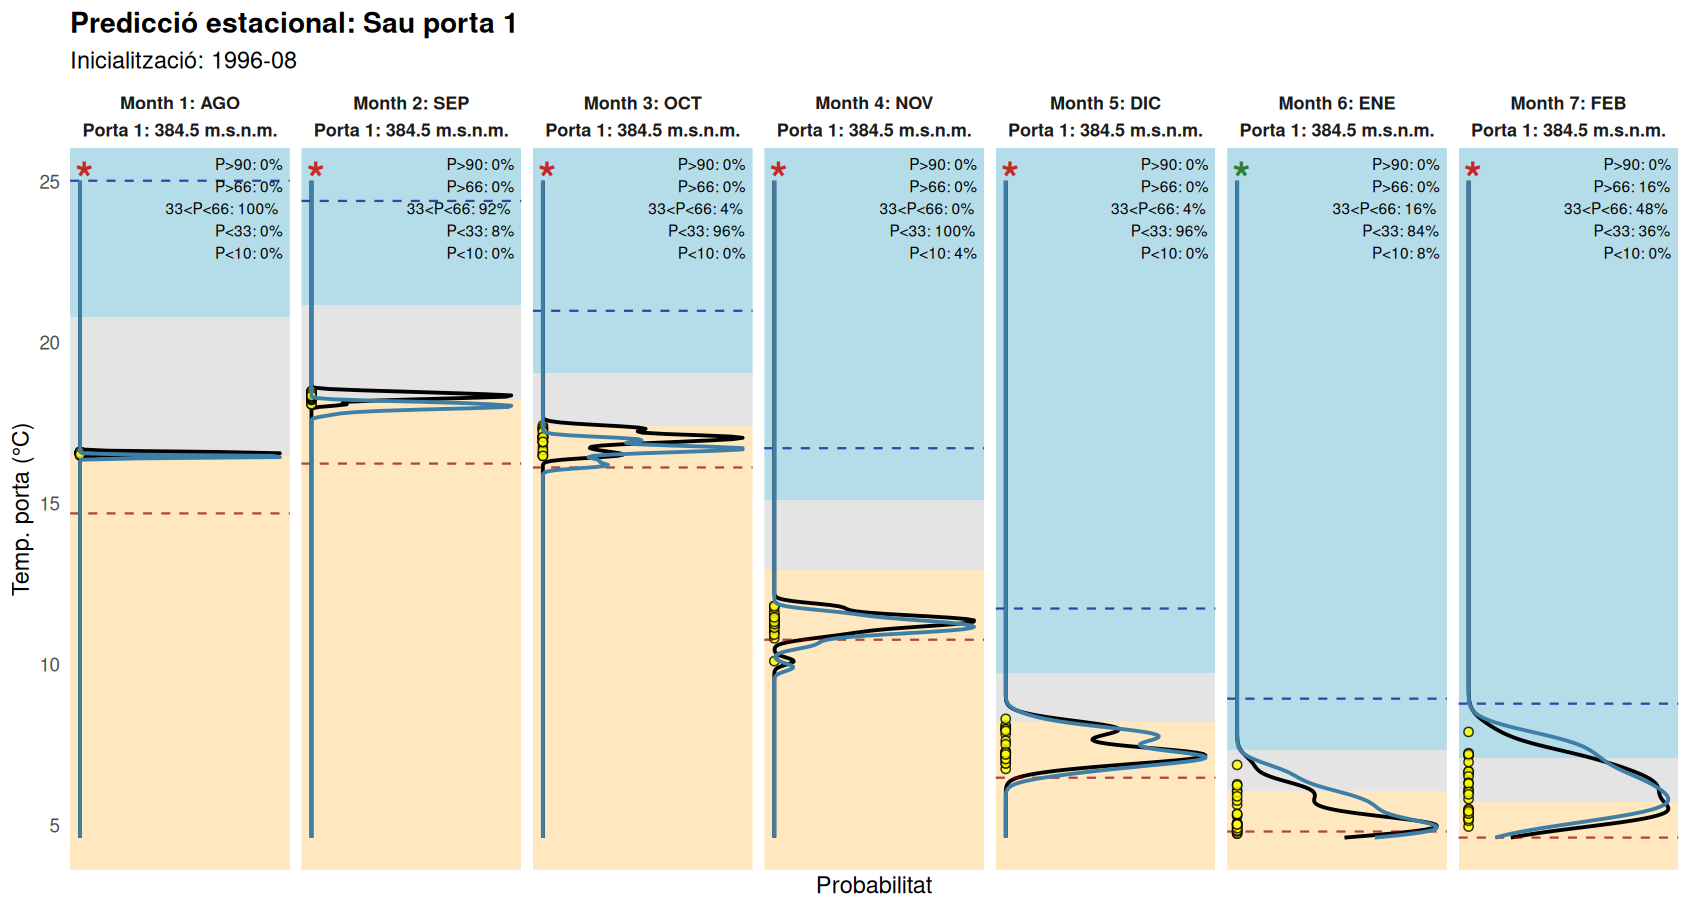 Predicció estacional: Sau porta 1
Inicialització: 1996-08
Month 1: AGO
Porta 1: 384.5 m.s.n.m.
Month 2: SEP
Porta 1: 384.5 m.s.n.m.
Month 3: OCT
Porta 1: 384.5 m.s.n.m.
Month 4: NOV
Porta 1: 384.5 m.s.n.m.
Month 5: DIC
Porta 1: 384.5 m.s.n.m.
Month 6: ENE
Porta 1: 384.5 m.s.n.m.
Month 7: FEB
Porta 1: 384.5 m.s.n.m.
*
P>90: 0%
P>66: 0%
33<P<66: 100%
P<33: 0%
P<10: 0%
*
P>90: 0%
P>66: 0%
33<P<66: 92%
P<33: 8%
P<10: 0%
*
P>90: 0%
P>66: 0%
33<P<66: 4%
P<33: 96%
P<10: 0%
*
P>90: 0%
P>66: 0%
33<P<66: 0%
P<33: 100%
P<10: 4%
*
P>90: 0%
P>66: 0%
33<P<66: 4%
P<33: 96%
P<10: 0%
*
P>90: 0%
P>66: 0%
33<P<66: 16%
P<33: 84%
P<10: 8%
*
P>90: 0%
P>66: 16%
33<P<66: 48%
P<33: 36%
P<10: 0%
25
20
15
10
5
Temp. porta (°C)
Probabilitat